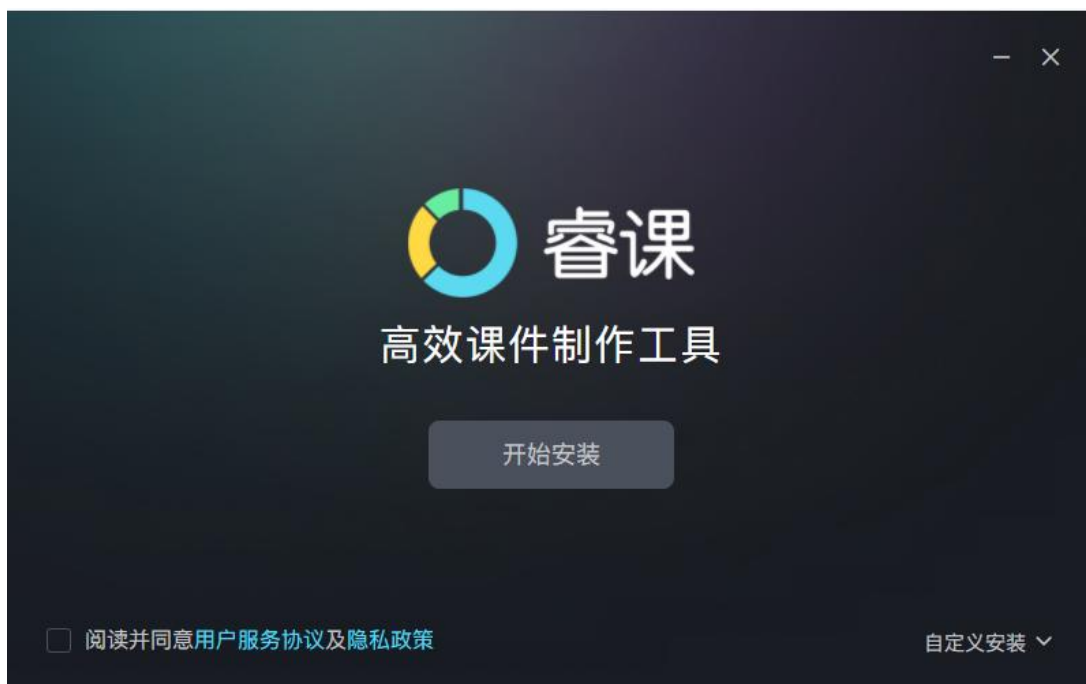 睿课
高效课件制作工具
开始安装
阅读并同意用户服务协议及隐私政策
自定义安装